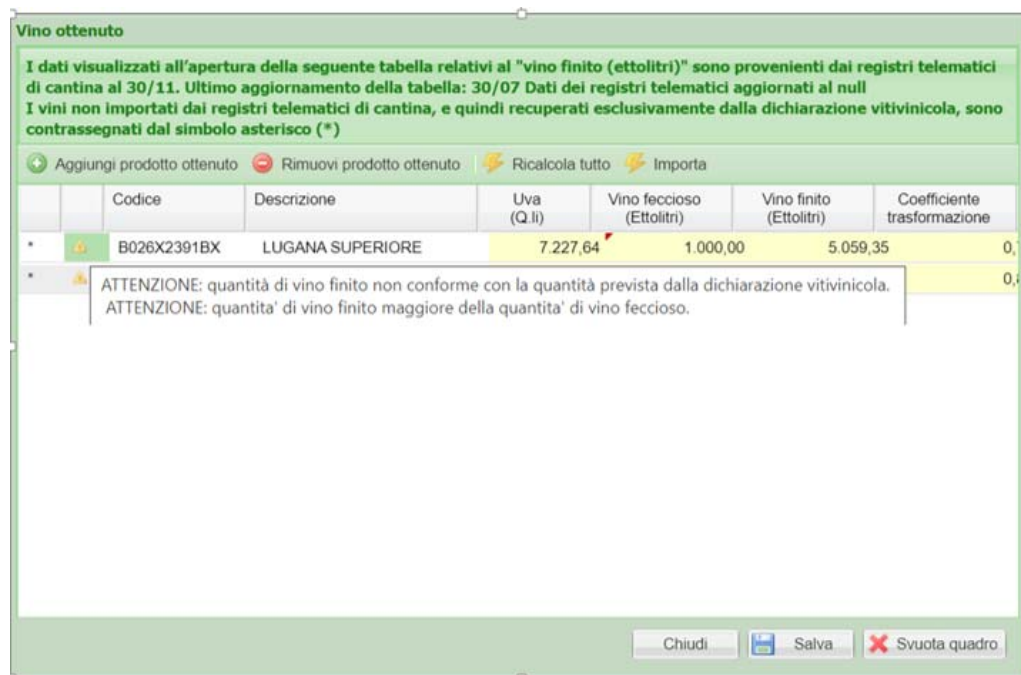 Vino ottenuto
I dati visualizzati all'apertura della seguente tabella relativi al "vino finito (ettolitri)" sono provenienti dai registri telematici
di cantina al 30/11. Ultimo aggiornamento della tabella: 30/07 Dati dei registri telematici aggiornati al null
I vini non importati dai registri telematici di cantina, e quindi recuperati esclusivamente dalla dichiarazione vitivinicola, sono
contrassegnati dal simbolo asterisco (*)
Aggiungi prodotto ottenuto Rimuovi prodotto ottenuto Ricalcola tutto Importa
Codice Descrizione Uva Vino feccioso Vino finito Coefficiente
(Q.li) (Ettolitri) (Ettolitri) trasformazione
* B026X2391BX LUGANA SUPERIORE 7.227,64 1.000,00 5.059,35 0,
* 0,
ATTENZIONE: quantità di vino finito non conforme con la quantità prevista dalla dichiarazione vitivinicola.
ATTENZIONE: quantita' di vino finito maggiore della quantita' di vino feccioso.
Chiudi Salva Svuota quadro